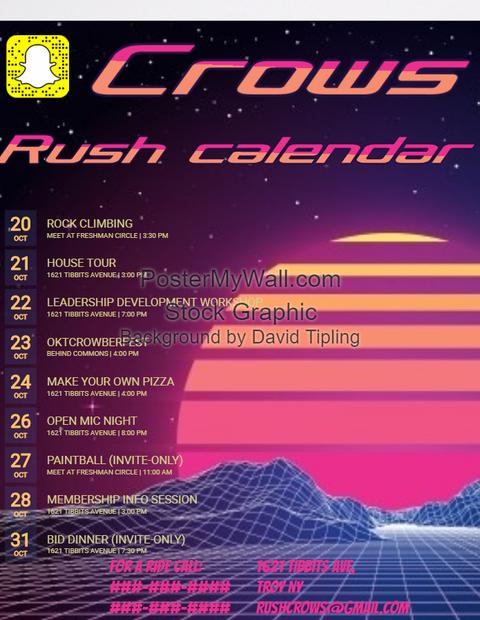 Crows
Rush calendar
20 OCT
ROCK CLIMBING
MEET AT FRESHMAN CIRCLE | 3:30 PM
21 OCT
HOUSE TOUR
1621 TIBBITS AVENUE| 3:00 PM
22 OCT
LEADERSHIP DEVELOPMENT WORKSHOP
1621 TIBBITS AVENUE | 7:00 PM
23 OCT
OKTCROWBERFEST
BEHIND COMMONS | 4:00 PM
24 OCT
MAKE YOUR OWN PIZZA
1621 TIBBITS AVENUE | 4:00 PM
26 OCT
OPEN MIC NIGHT
1621 TIBBITS AVENUE | 8:00 PM
27 OCT
PAINTBALL (INVITE-ONLY)
MEET AT FRESHMAN CIRCLE | 11:00 AM
28 OCT
MEMBERSHIP INFO SESSION
1621 TIBBITS AVENUE | 3:00 PM
31 OCT
BID DINNER (INVITE-ONLY)
1621 TIBBITS AVENUE | 7:30 PM
PosterMyWall.com
Stock Graphic
Background by David Tipling
FOR A RIDE CALL:
###-###-####
###-###-####
1621 TIBBITS AVE,
TROY NY
RUSHCROWS@GMAIL.COM